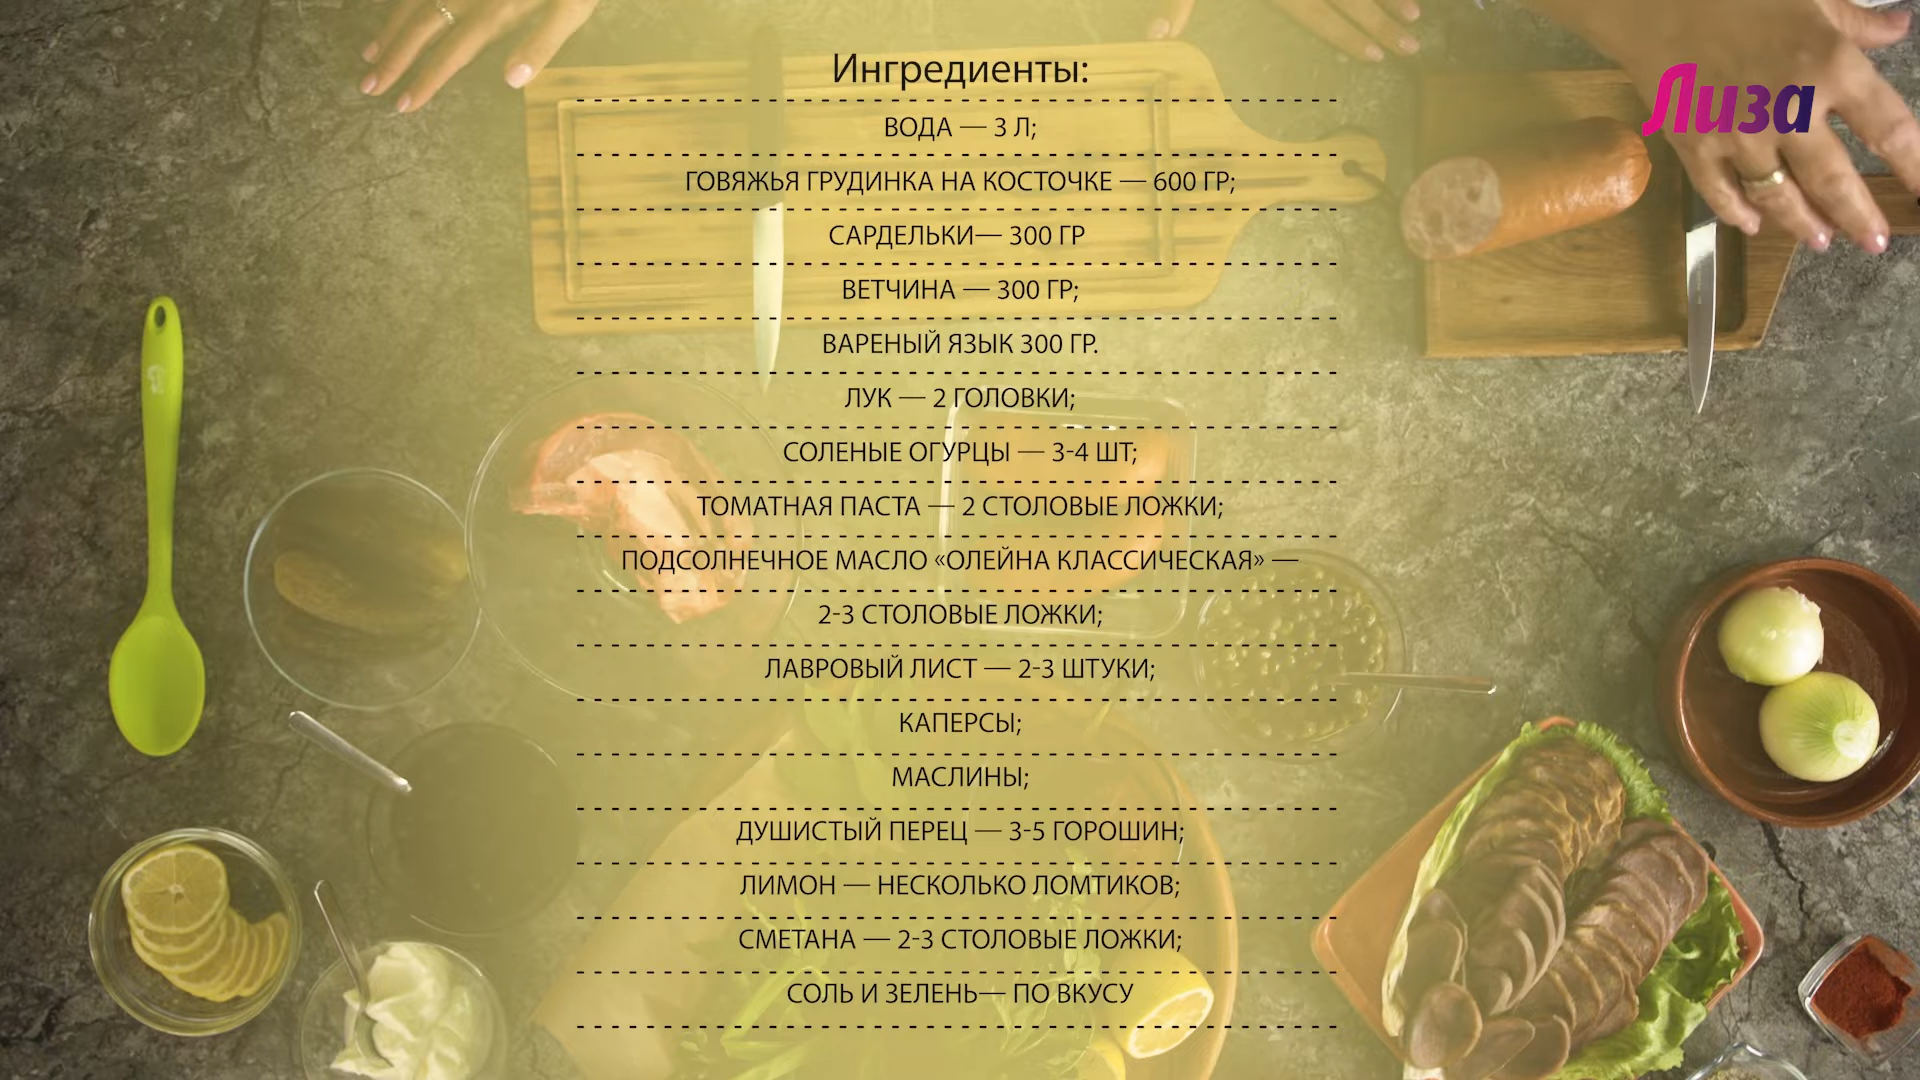 Ингредиенты:
Лиза
ВОДА — 3 Л;
ГОВЯЖЬЯ ГРУДИНКА НА КОСТОЧКЕ — 600 ГР;
САРДЕЛЬКИ— 300 ГР
ВЕТЧИНА — 300 ГР;
ВАРЕНЫЙ ЯЗЫК 300 ГР.
ЛУК — 2 ГОЛОВКИ;
СОЛЕНЫЕ ОГУРЦЫ — 3-4 ШТ;
ТОМАТНАЯ ПАСТА — 2 СТОЛОВЫЕ ЛОЖКИ;
ПОДСОЛНЕЧНОЕ МАСЛО «ОЛЕЙНА КЛАССИЧЕСКАЯ» —
2-3 СТОЛОВЫЕ ЛОЖКИ;
ЛАВРОВЫЙ ЛИСТ — 2-3 ШТУКИ;
КАПЕРСЫ;
МАСЛИНЫ;
ДУШИСТЫЙ ПЕРЕЦ — 3-5 ГОРОШИН;
ЛИМОН — НЕСКОЛЬКО ЛОМТИКОВ;
СМЕТАНА — 2-3 СТОЛОВЫЕ ЛОЖКИ;
СОЛЬ И ЗЕЛЕНЬ— ПО ВКУСУ